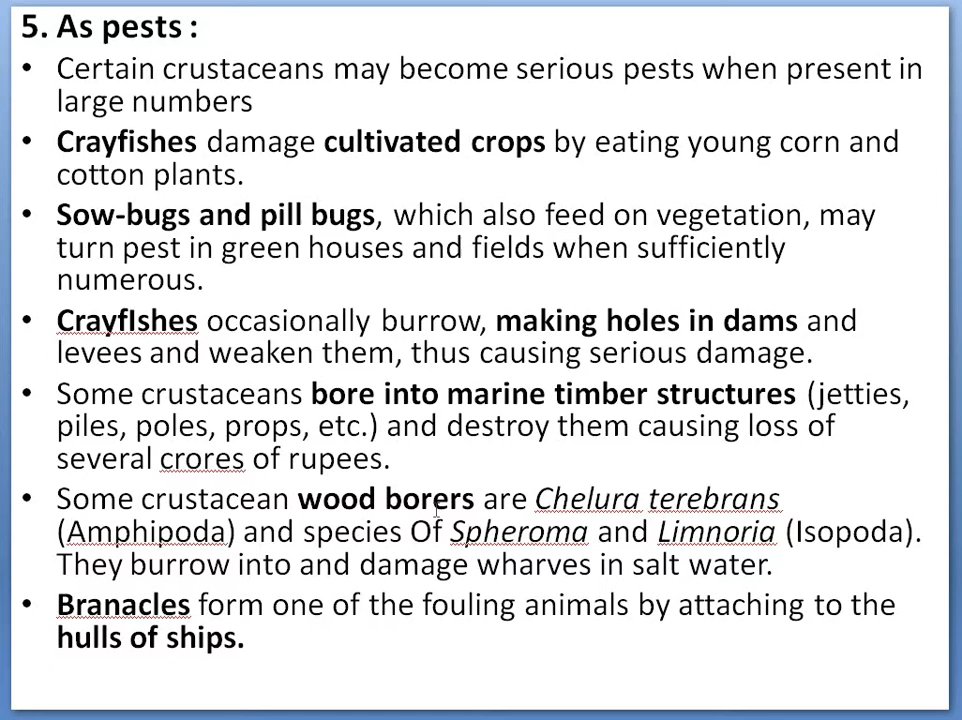 5. As pests :
• Certain crustaceans may become serious pests when present in
large numbers
• Crayfishes damage cultivated crops by eating young corn and
cotton plants.
• Sow-bugs and pill bugs, which also feed on vegetation, may
turn pest in green houses and fields when sufficiently
numerous.
• CrayfIshes occasionally burrow, making holes in dams and
levees and weaken them, thus causing serious damage.
• Some crustaceans bore into marine timber structures (jetties,
piles, poles, props, etc.) and destroy them causing loss of
several crores of rupees.
• Some crustacean wood borers are Chelura terebrans
(Amphipoda) and species Of Spheroma and Limnoria (Isopoda).
They burrow into and damage wharves in salt water.
• Branacles form one of the fouling animals by attaching to the
hulls of ships.